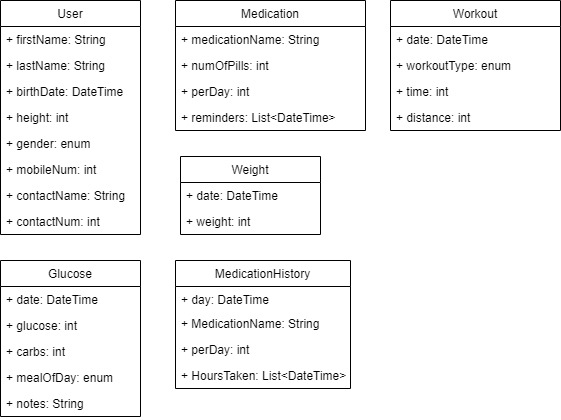 User
+ firstName: String
+ lastName: String
+ birthDate: DateTime
+ height: int
+ gender: enum
+ mobileNum: int
+ contactName: String
+ contactNum: int
Medication
+ medicationName: String
+ numOfPills: int
+ perDay: int
+ reminders: List<DateTime>
Workout
+ date: DateTime
+ workoutType: enum
+ time: int
+ distance: int
Weight
+ date: DateTime
+ weight: int
Glucose
+ date: DateTime
+ glucose: int
+ carbs: int
+ mealOfDay: enum
+ notes: String
MedicationHistory
+ day: DateTime
+ MedicationName: String
+ perDay: int
+ HoursTaken: List<DateTime>